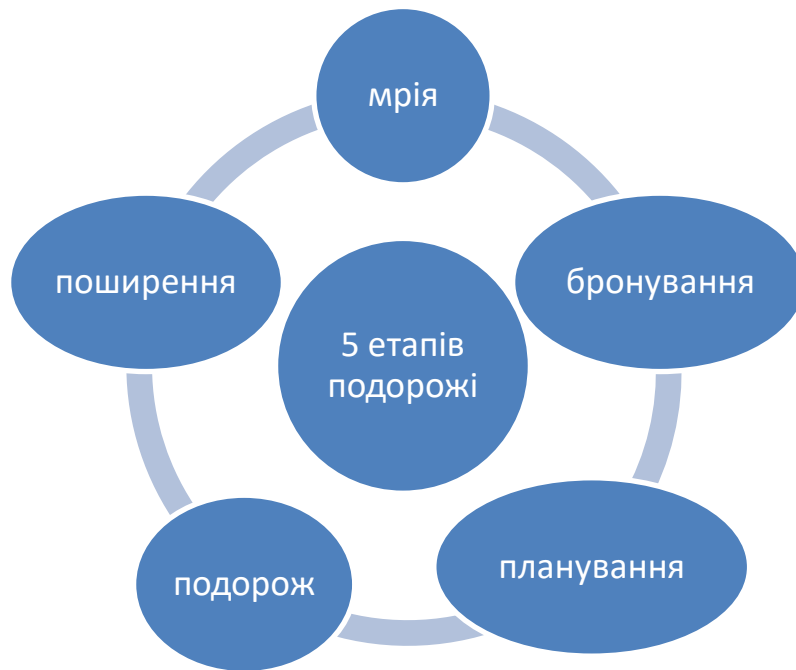 мрія
бронування
планування
подорож
поширення
5 етапів
подорожі